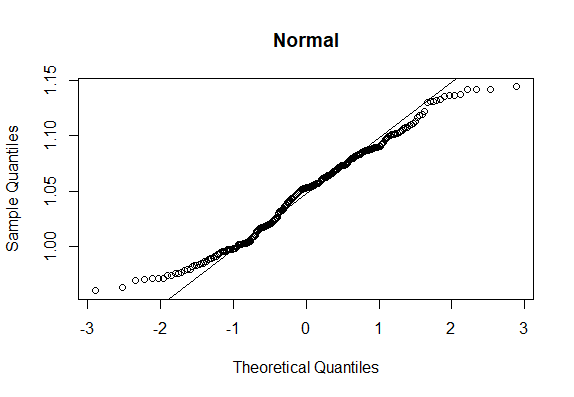 Normal
Sample Quantiles
1.15
1.10
1.05
1.00
-3 -2 -1 0 1 2 3
Theoretical Quantiles